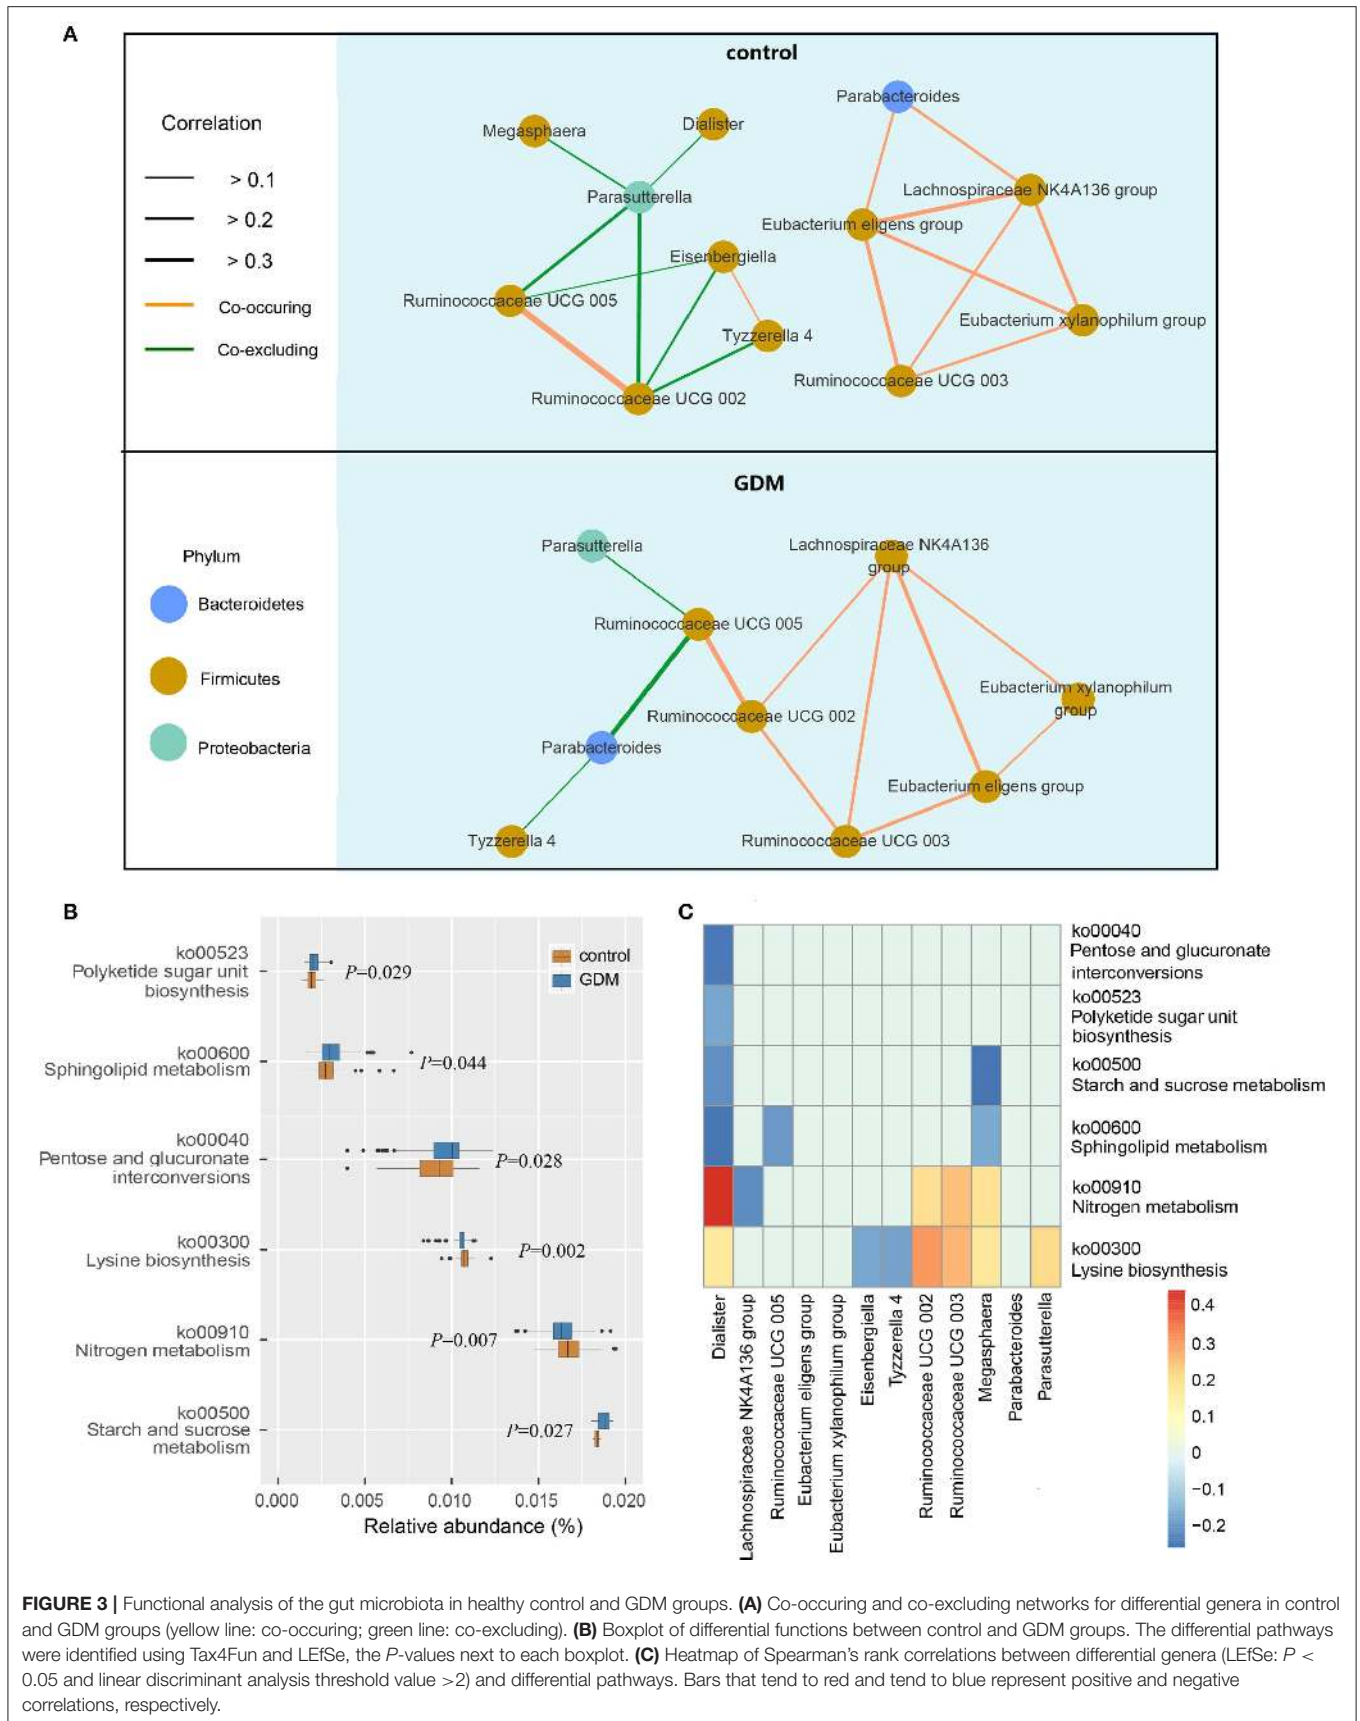 A
control
Correlation
> 0.1
> 0.2
> 0.3
Co-occuring
Co-excluding
Megasphaera
Dialister
Parasutterella
Eisenbergiella
Ruminococcaceae UCG 005
Tyzzerella 4
Ruminococcaceae UCG 002
Parabacteroides
Lachnospiraceae NK4A136 group
Eubacterium eligens group
Eubacterium xylanophilum group
Ruminococcaceae UCG 003
GDM
Phylum
Bacteroidetes
Firmicutes
Proteobacteria
Parasutterella
Lachnospiraceae NK4A136
group
Ruminococcaceae UCG 005
Eubacterium xylanophilum
group
Ruminococcaceae UCG 002
Parabacteroides
Eubacterium eligens group
Tyzzerella 4
Ruminococcaceae UCG 003
B
ko00523
Polyketide sugar unit
biosynthesis
P=0.029
control
GDM
ko00600
Sphingolipid metabolism
P=0.044
ko00040
Pentose and glucuronate
interconversions
P=0.028
ko00300
Lysine biosynthesis
P=0.002
ko00910
Nitrogen metabolism
P=0.007
ko00500
Starch and sucrose
metabolism
P=0.027
0.000 0.005 0.010 0.015 0.020
Relative abundance (%)
C
ko00040
Pentose and glucuronate
interconversions
ko00523
Polyketide sugar unit
biosynthesis
ko00500
Starch and sucrose metabolism
ko00600
Sphingolipid metabolism
ko00910
Nitrogen metabolism
ko00300
Lysine biosynthesis
Dialister
Lachnospiraceae NK4A136 group
Ruminococcaceae UCG 005
Eubacterium eligens group
Eubacterium xylanophilum group
Eisenbergiella
Tyzzerella 4
Ruminococcaceae UCG 002
Ruminococcaceae UCG 003
Megasphaera
Parabacteroides
Parasutterella
0.4
0.3
0.2
0.1
0
−0.1
−0.2
FIGURE 3 | Functional analysis of the gut microbiota in healthy control and GDM groups. (A) Co-occuring and co-excluding networks for differential genera in control
and GDM groups (yellow line: co-occuring; green line: co-excluding). (B) Boxplot of differential functions between control and GDM groups. The differential pathways
were identified using Tax4Fun and LEfSe, the P-values next to each boxplot. (C) Heatmap of Spearman's rank correlations between differential genera (LEfSe: P <
0.05 and linear discriminant analysis threshold value >2) and differential pathways. Bars that tend to red and tend to blue represent positive and negative
correlations, respectively.